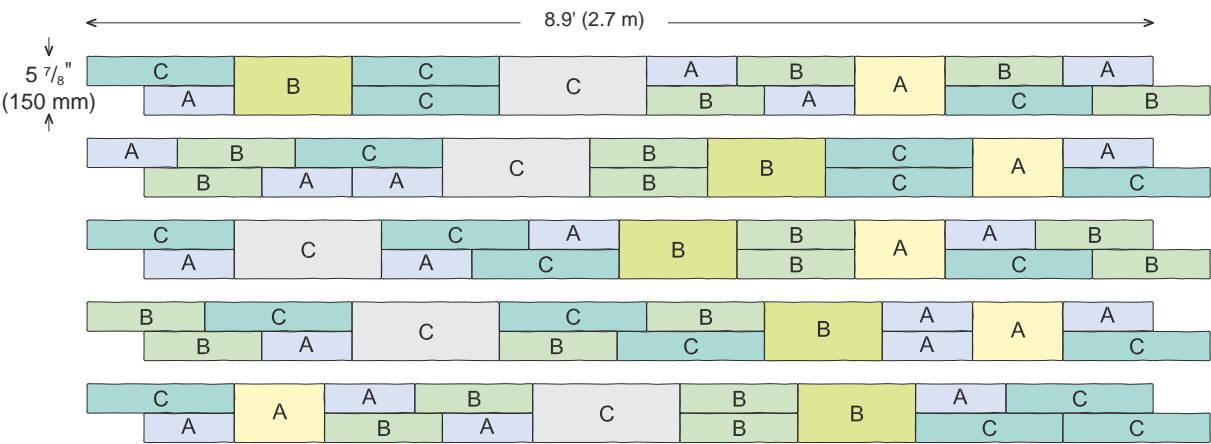 8.9' (2.7 m)
5 7/8"
(150 mm)
C B C C A B A B A
A C B A C B
A B C C B B C A A
B A A B C C
C C C A B B A A B
A A C B C B
B C C C B B A A A
B A B C A C
C A A B C B B A C
A B A B C C